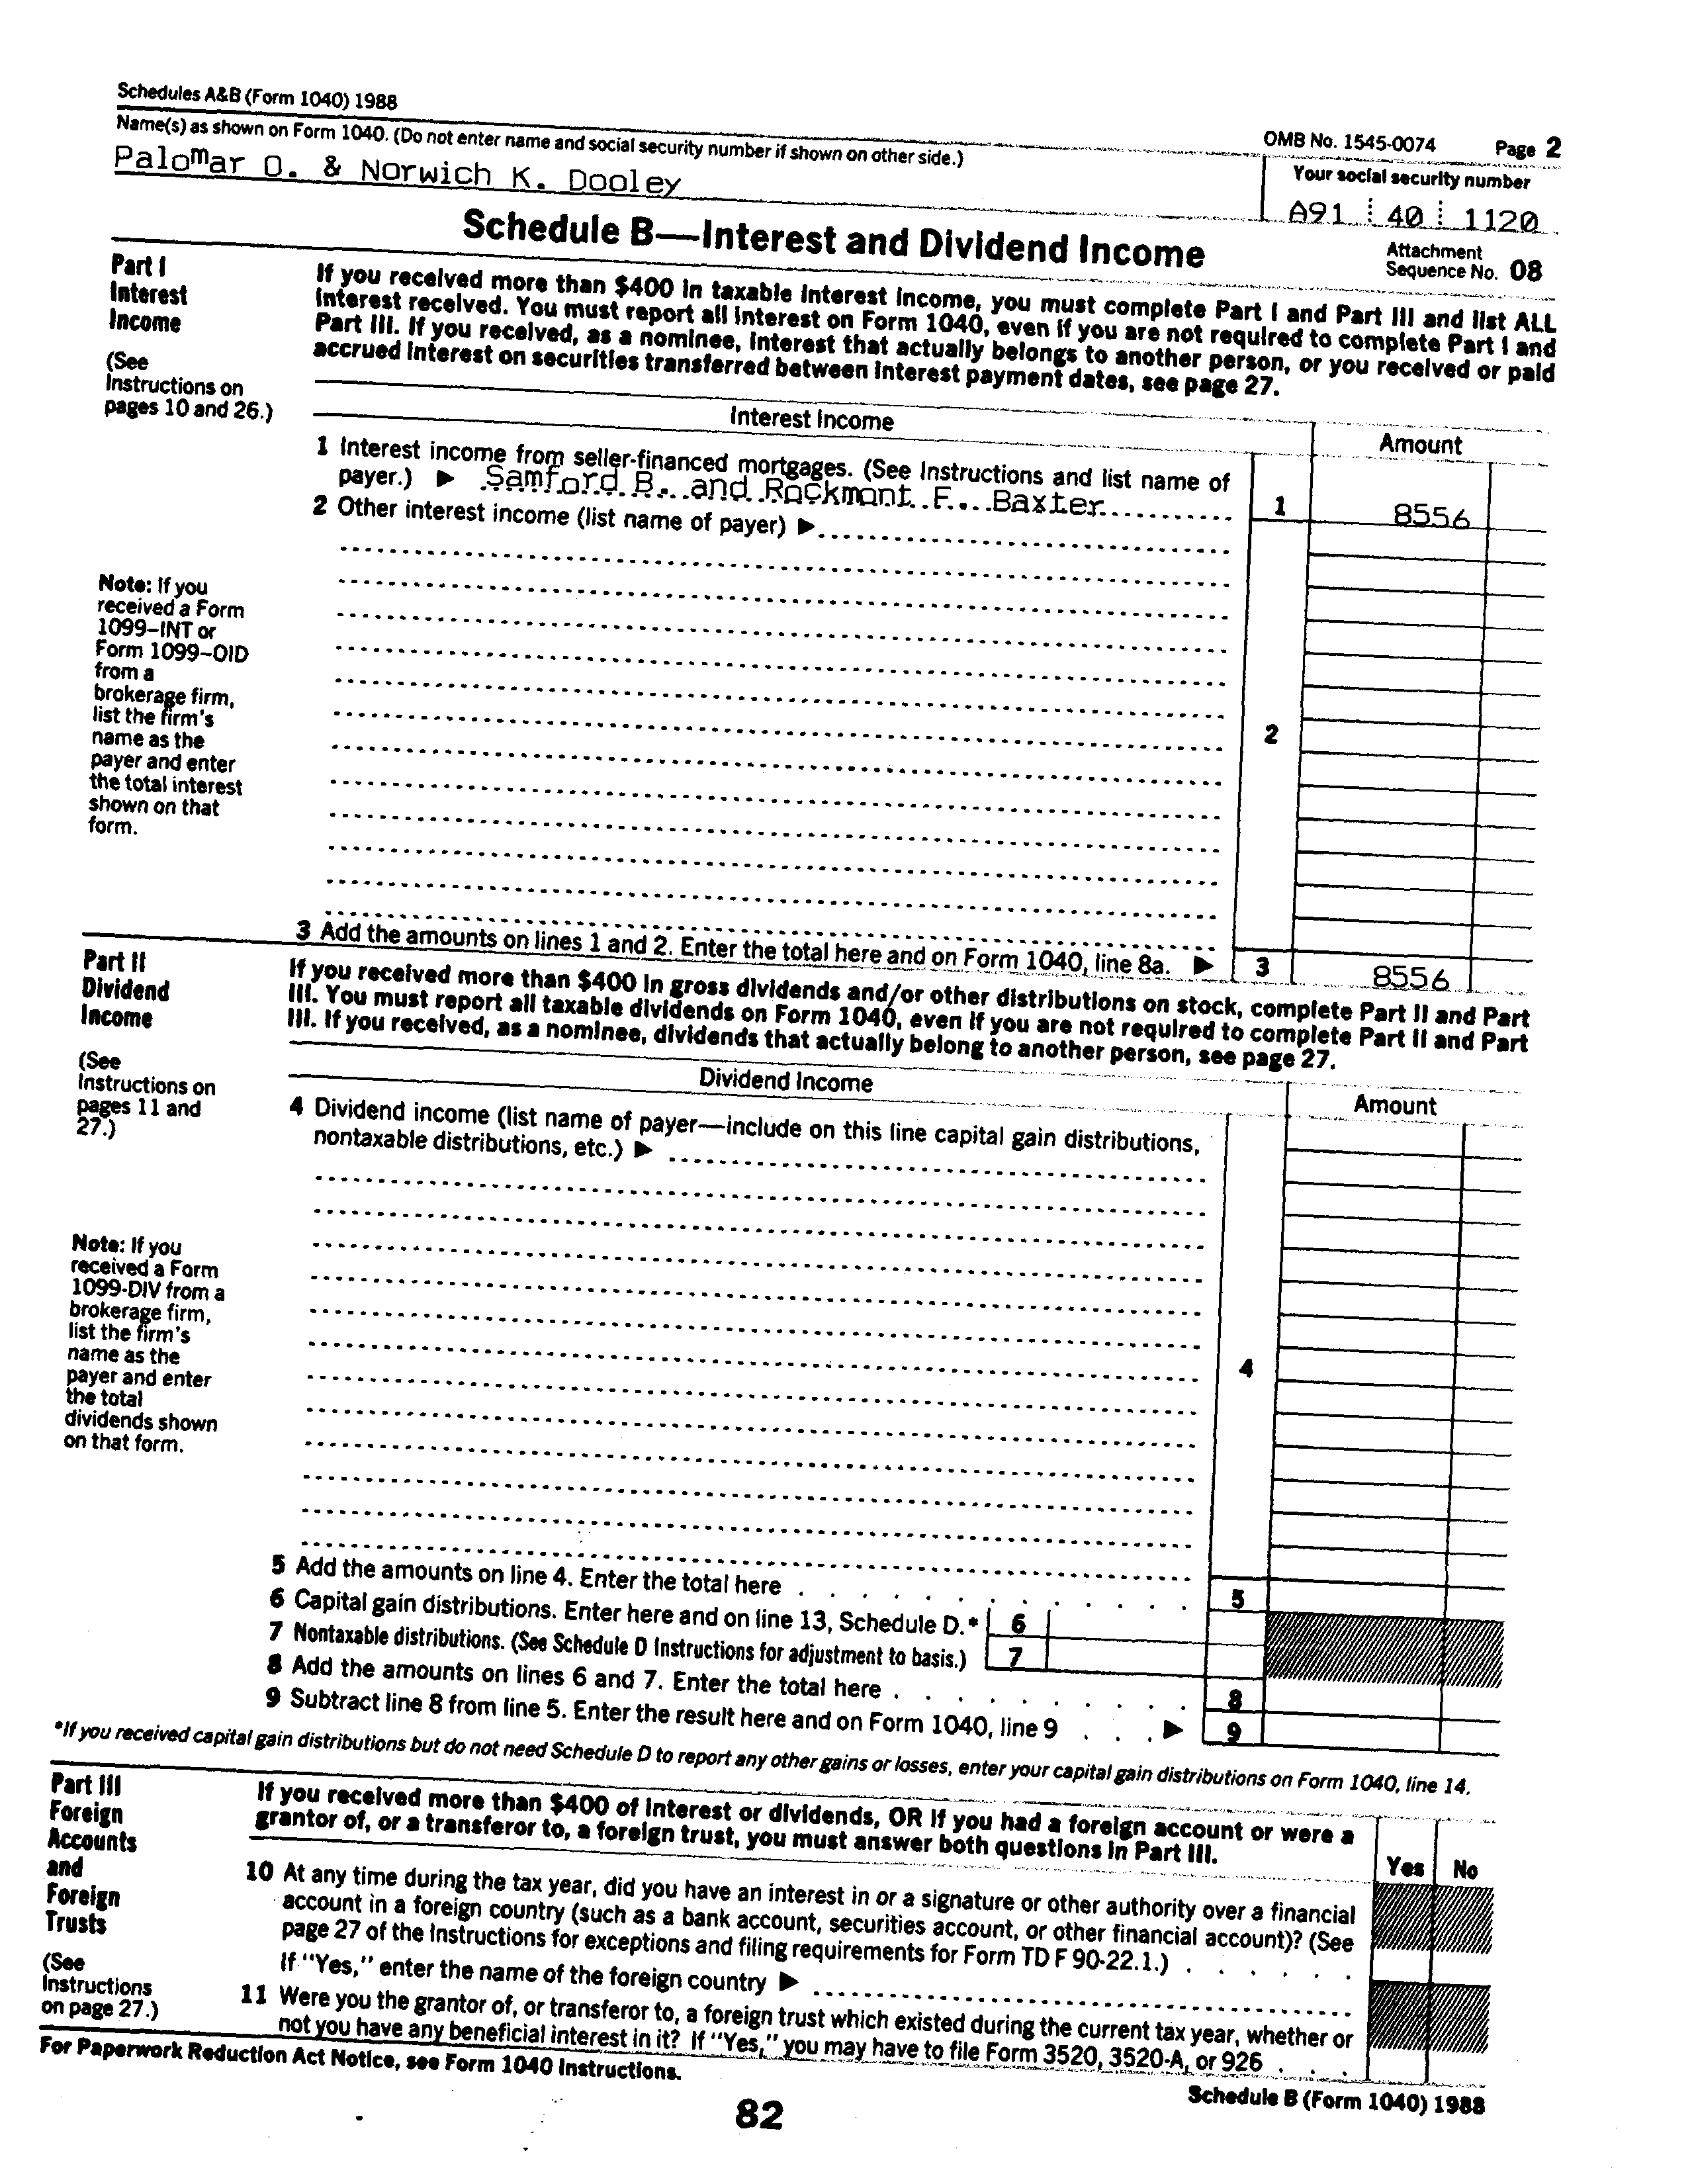 Schedules A&B (Form 1040) 1988
OMB No. 1545-0074 Page 2
Name(s) as shown on Form 1040. (Do not enter name and social security number if shown on other side.)
Your social security number
Palomar O. & Norwich K. Dooley
A91 40 1120
Schedule B—Interest and Dividend Income
Attachment
Sequence No. 08
Part I
Interest
Income
(See
Instructions on
pages 10 and 26.)
If you received more than $400 in taxable interest income, you must complete Part I and Part III and list ALL
interest received. You must report all interest on Form 1040, even if you are not required to complete Part I and
Part III. If you received, as a nominee, interest that actually belongs to another person, or you received or paid
accrued interest on securities transferred between interest payment dates, see page 27.
Interest Income
Amount
1 Interest income from seller-financed mortgages. (See Instructions and list name of
payer.) ▶ Samford B. and Rockmont F. Baxter
1 8556
2 Other interest income (list name of payer) ▶
Note: If you
received a Form
1099–INT or
Form 1099–OID
from a
brokerage firm,
list the firm's
name as the
payer and enter
the total interest
shown on that
form.
2
3 Add the amounts on lines 1 and 2. Enter the total here and on Form 1040, line 8a. ▶ 3 8556
Part II
Dividend
Income
(See
Instructions on
pages 11 and
27.)
If you received more than $400 in gross dividends and/or other distributions on stock, complete Part II and Part
III. You must report all taxable dividends on Form 1040, even if you are not required to complete Part II and Part
III. If you received, as a nominee, dividends that actually belong to another person, see page 27.
Dividend Income
Amount
4 Dividend income (list name of payer—include on this line capital gain distributions,
nontaxable distributions, etc.) ▶
Note: If you
received a Form
1099-DIV from a
brokerage firm,
list the firm's
name as the
payer and enter
the total
dividends shown
on that form.
4
5 Add the amounts on line 4. Enter the total here . . . . . . . . . . . 5
6 Capital gain distributions. Enter here and on line 13, Schedule D.* 6
7 Nontaxable distributions. (See Schedule D Instructions for adjustment to basis.) 7
8 Add the amounts on lines 6 and 7. Enter the total here . . . . . . . . . 8
9 Subtract line 8 from line 5. Enter the result here and on Form 1040, line 9 . . . ▶ 9
*If you received capital gain distributions but do not need Schedule D to report any other gains or losses, enter your capital gain distributions on Form 1040, line 14.
Part III
Foreign
Accounts
and
Foreign
Trusts
(See
Instructions
on page 27.)
If you received more than $400 of interest or dividends, OR if you had a foreign account or were a
grantor of, or a transferor to, a foreign trust, you must answer both questions in Part III.
Yes No
10 At any time during the tax year, did you have an interest in or a signature or other authority over a financial
account in a foreign country (such as a bank account, securities account, or other financial account)? (See
page 27 of the Instructions for exceptions and filing requirements for Form TD F 90-22.1.) . . . . . .
If "Yes," enter the name of the foreign country ▶
11 Were you the grantor of, or transferor to, a foreign trust which existed during the current tax year, whether or
not you have any beneficial interest in it? If "Yes," you may have to file Form 3520, 3520-A, or 926 . . .
For Paperwork Reduction Act Notice, see Form 1040 Instructions.
Schedule B (Form 1040) 1988
82